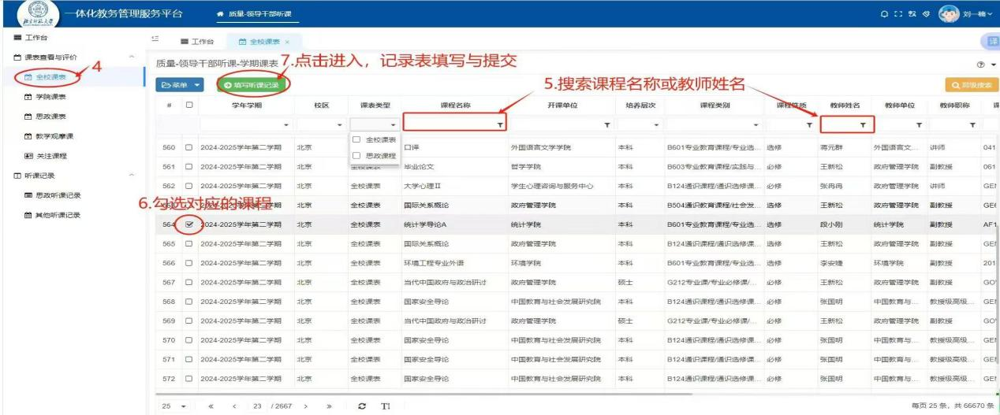 北京师范大学
一体化教务管理服务平台
质量-领导干部听课
刘一楠
工作台
工作台
全校课表 ×
译
课表查看与评价
4
全校课表
学院课表
思政课表
教学观摩课
关注课程
听课记录
思政听课记录
其他听课记录
质量-领导干部听课-学期课表
7.点击进入，记录表填写与提交
菜单
填写听课记录
5.搜索课程名称或教师姓名
高级搜索
# 学年学期 校区 课表类型 课程名称 开课单位 培养层次 课程类别 课程性质 教师姓名 教师单位 教师职称 课
全校课表
思政课程
560 2024-2025学年第二学期 北京 口译 外国语言文学学院 本科 B601专业教育课程/专业选... 选修 蒋元群 外国语言文... 讲师 041
561 2024-2025学年第二学期 北京 全校课表 毕业论文 哲学学院 本科 B603专业教育课程/实践与... 必修 王新松 政府管理学院 副教授 061
562 2024-2025学年第二学期 北京 全校课表 大学心理II 学生心理咨询与服务中心 本科 B124通识课程/通识选修课... 必修 张冉冉 政府管理学院 讲师 GEN
6.勾选对应的课程
563 全校课表 国际关系概论 政府管理学院 本科 B504通识教育课程/社会发... 选修 王新松 政府管理学院 副教授 GE6
564 2024-2025学年第二学期 北京 全校课表 统计学导论A 统计学院 本科 B601专业教育课程/专业选... 选修 段小刚 统计学院 副教授 AF1
565 2024-2025学年第二学期 北京 全校课表 国际关系概论 政府管理学院 本科 B124通识课程/通识选修课... 选修 王新松 政府管理学院 副教授 GEN
566 2024-2025学年第二学期 北京 全校课表 环境工程专业外语 环境学院 本科 B601专业教育课程/专业选... 选修 李安婕 环境学院 副教授 201
567 2024-2025学年第二学期 北京 全校课表 当代中国政府与政治研讨 政府管理学院 硕士 G212专业课/专业必修课/... 必修 王新松 政府管理学院 副教授 GO
568 2024-2025学年第二学期 北京 全校课表 国家安全导论 中国教育与社会发展研究院 本科 B124通识课程/通识选修课... 必修 张国明 中国教育与... 教授级高级... GEN
569 2024-2025学年第二学期 北京 全校课表 当代中国政府与政治研讨 政府管理学院 硕士 G212专业课/专业必修课/... 必修 王新松 政府管理学院 副教授 GO
570 2024-2025学年第二学期 北京 全校课表 国家安全导论 中国教育与社会发展研究院 本科 B124通识课程/通识选修课... 必修 张国明 中国教育与... 教授级高级... GEN
571 2024-2025学年第二学期 北京 全校课表 国家安全导论 中国教育与社会发展研究院 本科 B124通识课程/通识选修课... 必修 张国明 中国教育与... 教授级高级... GEN
572 2024-2025学年第二学期 北京 全校课表 国家安全导论 中国教育与社会发展研究院 本科 B124通识课程/通识选修课... 必修 张国明 中国教育与... 教授级高级... GEN
25 « ‹ 23 /2667 › » 每页 25 条，共 66670 条